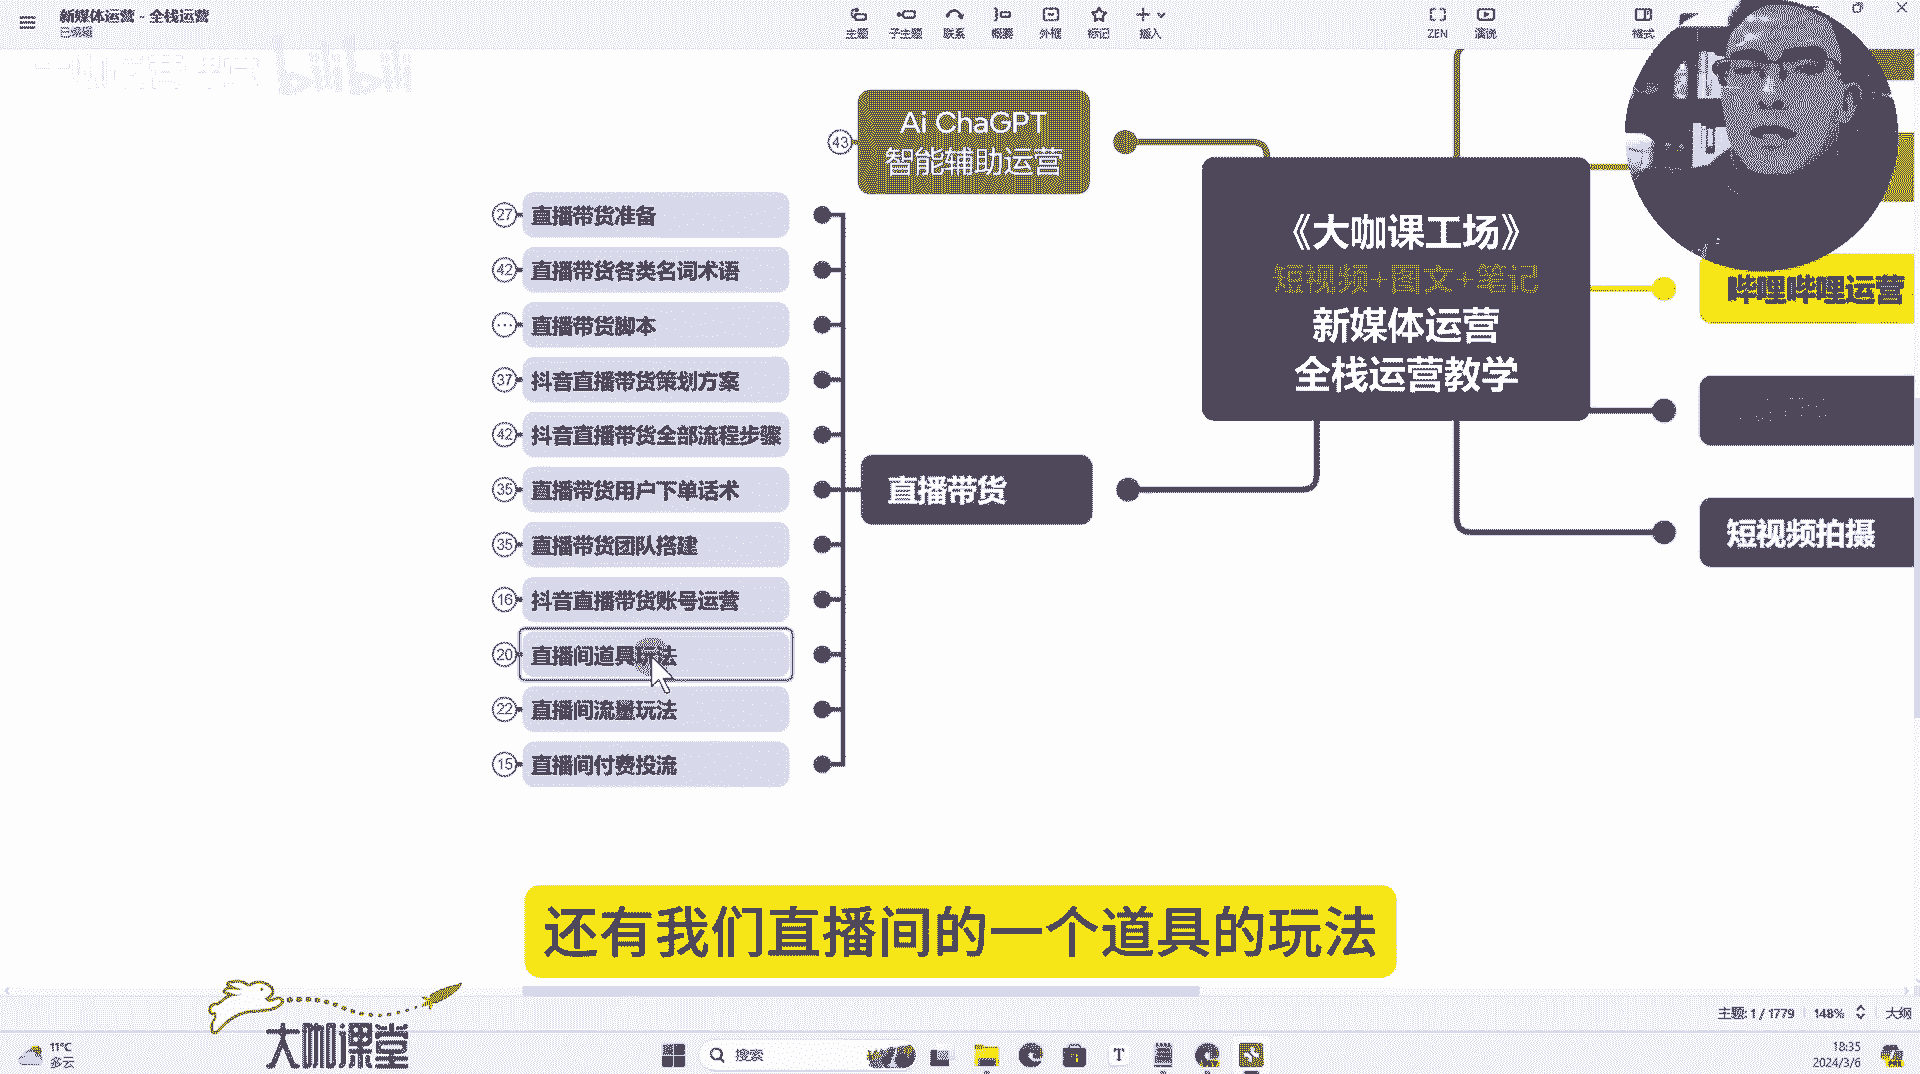 新媒体运营 - 全栈运营
已编辑
主题
子主题
联系
概要
外框
标记
插入
ZEN
演说
格式
bilibili
43
Ai ChaGPT
智能辅助运营
27
直播带货准备
42
直播带货各类名词术语
直播带货脚本
37
抖音直播带货策划方案
42
抖音直播带货全部流程步骤
35
直播带货用户下单话术
35
直播带货团队搭建
16
抖音直播带货账号运营
20
直播间道具玩法
22
直播间流量玩法
15
直播间付费投流
直播带货
《大咖课工场》
短视频+图文+笔记
新媒体运营
全栈运营教学
哔哩哔哩运营
短视频拍摄
还有我们直播间的一个道具的玩法
大咖课堂
主题: 1 / 1779
148%
大纲
11°C
多云
搜索
18:35
2024/3/6